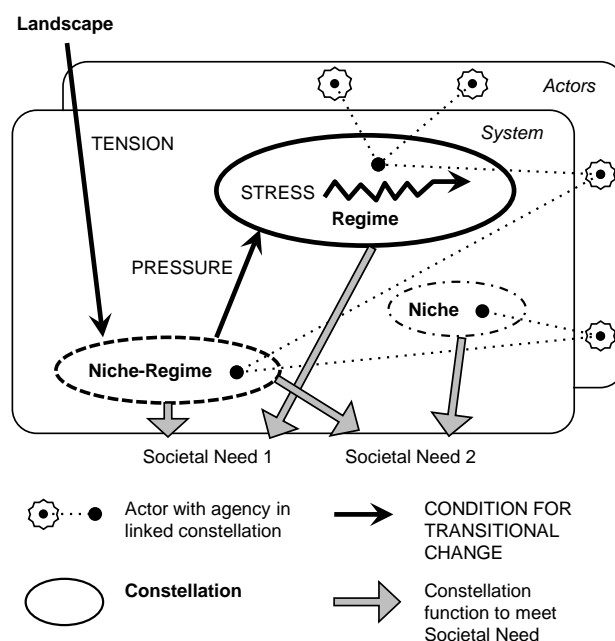 Landscape
Actors
System
TENSION
STRESS
Regime
PRESSURE
Niche
Niche-Regime
Societal Need 1
Societal Need 2
Actor with agency in
linked constellation
CONDITION FOR
TRANSITIONAL
CHANGE
Constellation
Constellation
function to meet
Societal Need